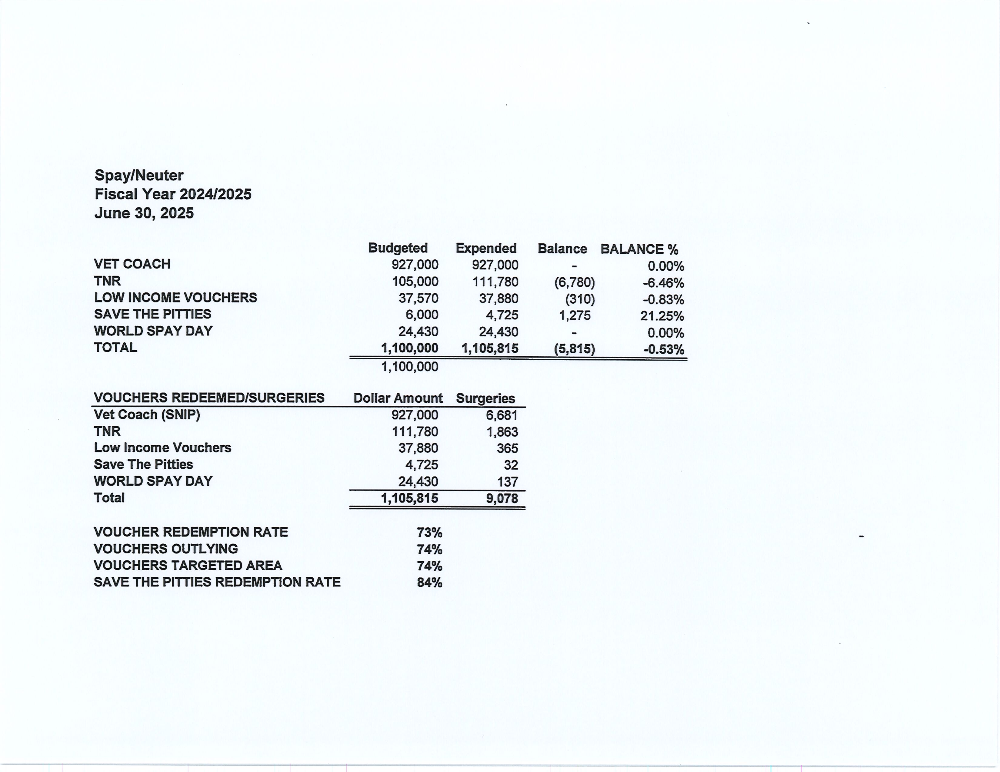 Spay/Neuter
Fiscal Year 2024/2025
June 30, 2025
Budgeted Expended Balance BALANCE %
VET COACH 927,000 927,000 - 0.00%
TNR 105,000 111,780 (6,780) -6.46%
LOW INCOME VOUCHERS 37,570 37,880 (310) -0.83%
SAVE THE PITTIES 6,000 4,725 1,275 21.25%
WORLD SPAY DAY 24,430 24,430 - 0.00%
TOTAL 1,100,000 1,105,815 (5,815) -0.53%
1,100,000
VOUCHERS REDEEMED/SURGERIES Dollar Amount Surgeries
Vet Coach (SNIP) 927,000 6,681
TNR 111,780 1,863
Low Income Vouchers 37,880 365
Save The Pitties 4,725 32
WORLD SPAY DAY 24,430 137
Total 1,105,815 9,078
VOUCHER REDEMPTION RATE 73%
VOUCHERS OUTLYING 74%
VOUCHERS TARGETED AREA 74%
SAVE THE PITTIES REDEMPTION RATE 84%